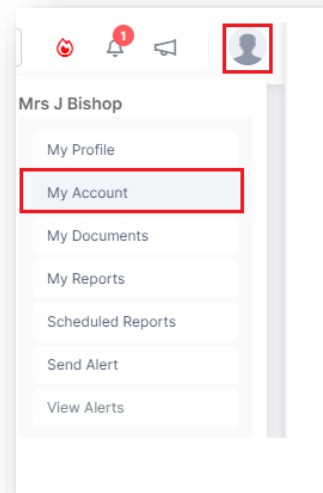 1
Mrs J Bishop
My Profile
My Account
My Documents
My Reports
Scheduled Reports
Send Alert
View Alerts